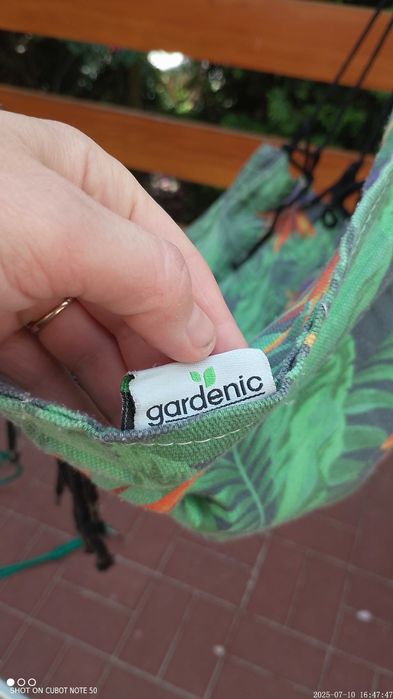 gardenic
SHOT ON CUBOT NOTE 50
2025-07-10 16:47:47